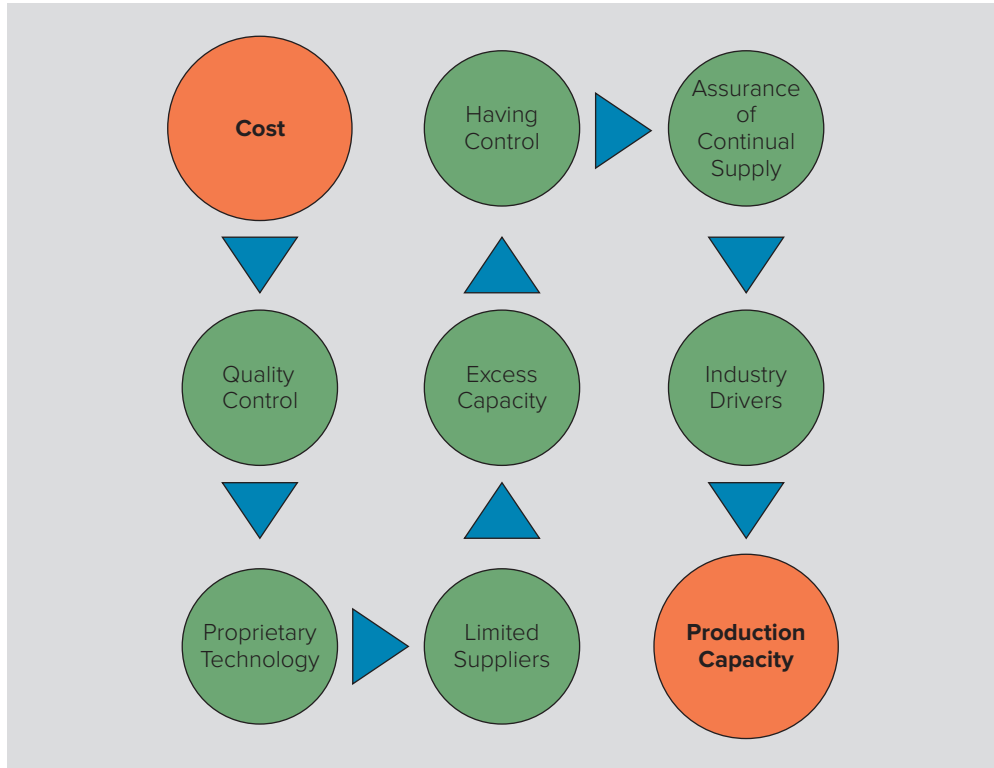 Cost
Quality
Control
Proprietary
Technology
Limited
Suppliers
Excess
Capacity
Having
Control
Assurance
of
Continual
Supply
Industry
Drivers
Production
Capacity